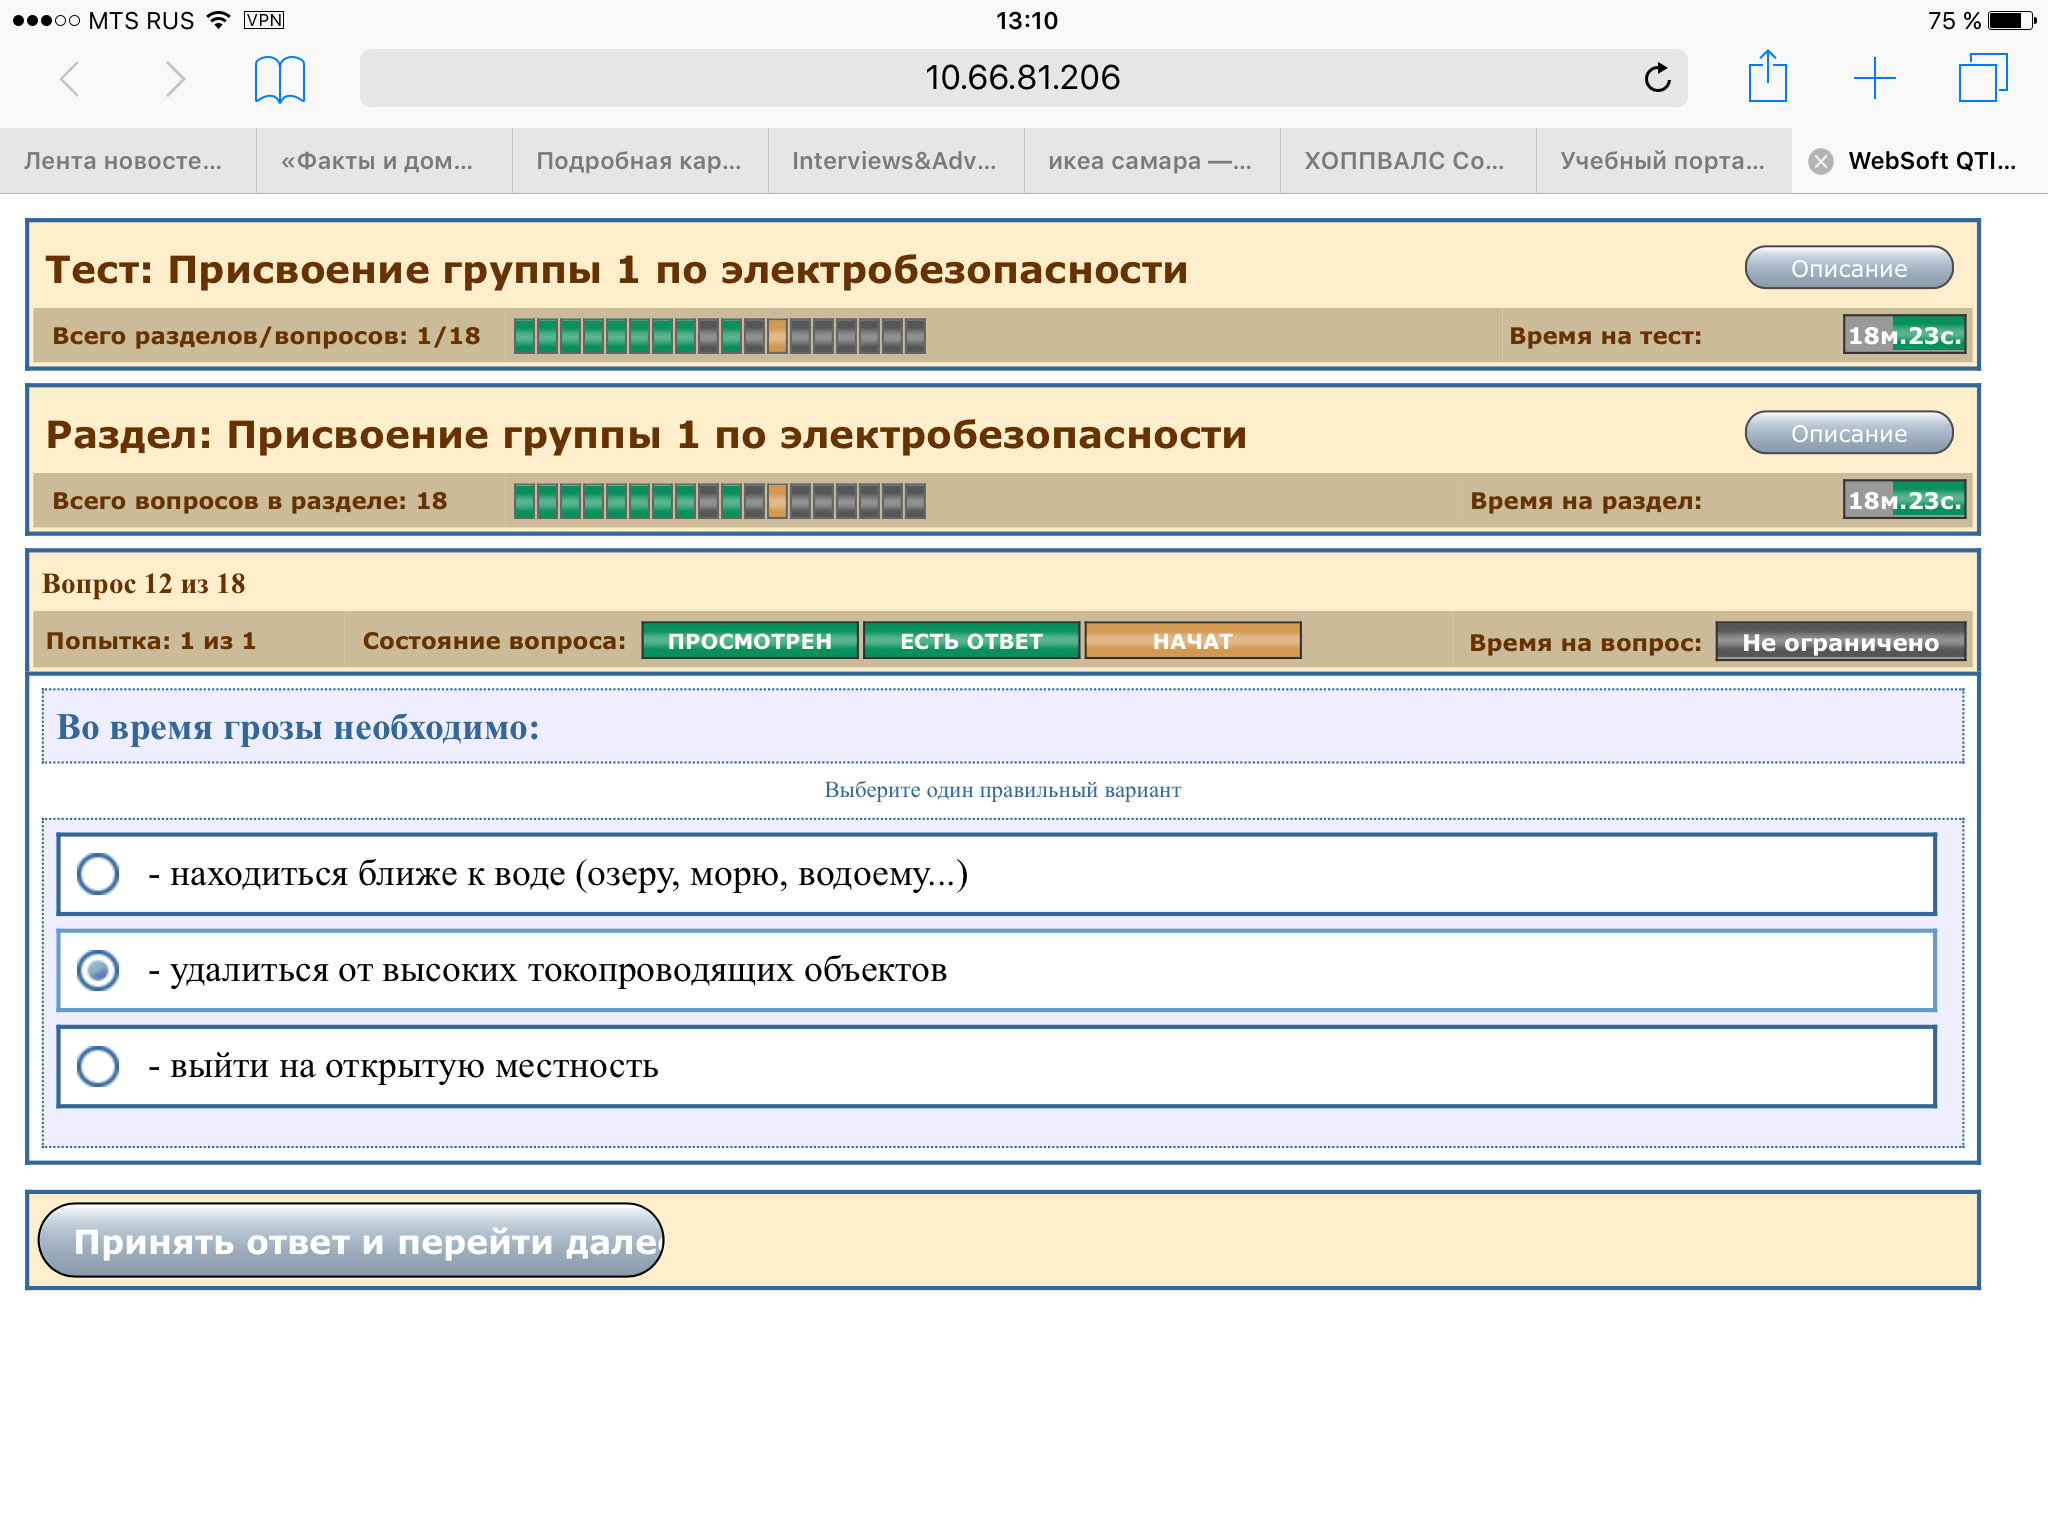 MTS RUS VPN 13:10 75 %
10.66.81.206
Лента новосте... «Факты и дом... Подробная кар... Interviews&Adv... икеа самара —... ХОППВАЛС Со... Учебный порта... WebSoft QTI...
Тест: Присвоение группы 1 по электробезопасности Описание
Всего разделов/вопросов: 1/18 Время на тест: 18м.23с.
Раздел: Присвоение группы 1 по электробезопасности Описание
Всего вопросов в разделе: 18 Время на раздел: 18м.23с.
Вопрос 12 из 18
Попытка: 1 из 1 Состояние вопроса: ПРОСМОТРЕН ЕСТЬ ОТВЕТ НАЧАТ Время на вопрос: Не ограничено
Во время грозы необходимо:
Выберите один правильный вариант
- находиться ближе к воде (озеру, морю, водоему...)
- удалиться от высоких токопроводящих объектов
- выйти на открытую местность
Принять ответ и перейти дале